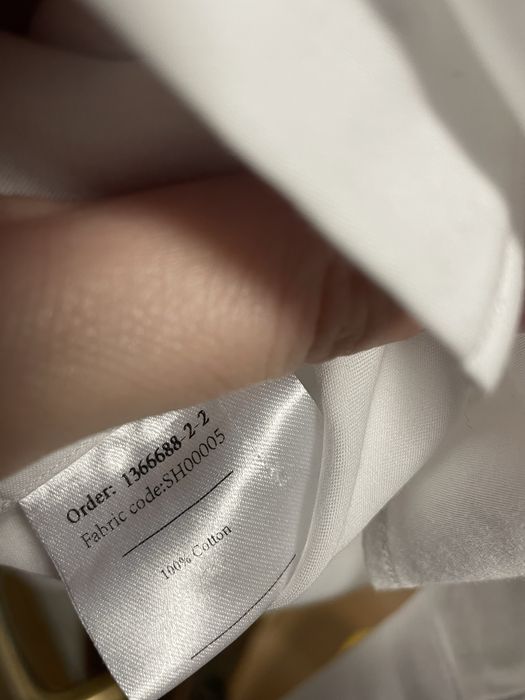 Order: 1366688-2-2
Fabric code:SH00005
100% Cotton